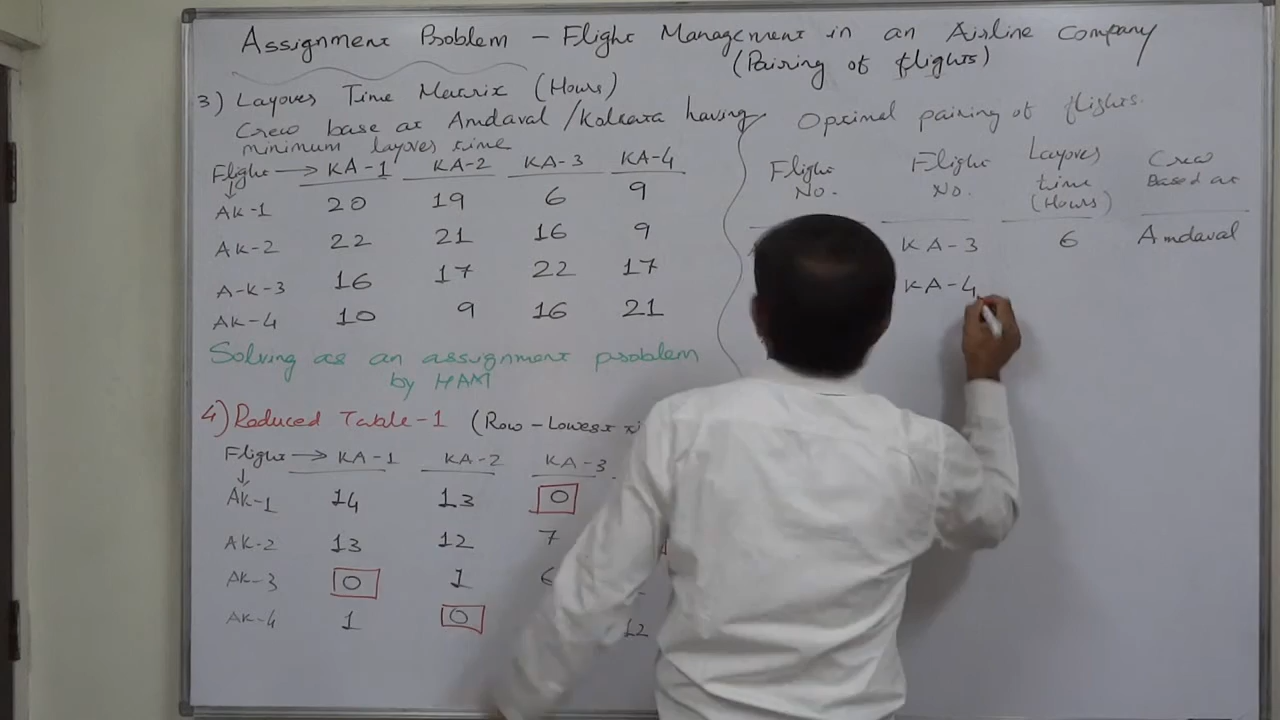 Assignment Problem - Flight Management in an Airline Company
(Pairing of flights)
3) Layover Time Matrix (Hours)
Crew base at Amdaval /Kolkata having
minimum layover time
Flight → KA-1 KA-2 KA-3 KA-4
↓
AK-1 20 19 6 9
AK-2 22 21 16 9
A-K-3 16 17 22 17
AK-4 10 9 16 21
Solving as an assignment problem
by HAM
4) Reduced Table-1 (Row - Lowest
Flight → KA-1 KA-2 KA-3
↓
AK-1 14 13 0
AK-2 13 12 7
AK-3 0 1 6
AK-4 1 0 12
Optimal pairing of flights.
Flight No. Flight No. Layover time (Hours) Crew Based at
KA-3 6 Amdaval
KA-4